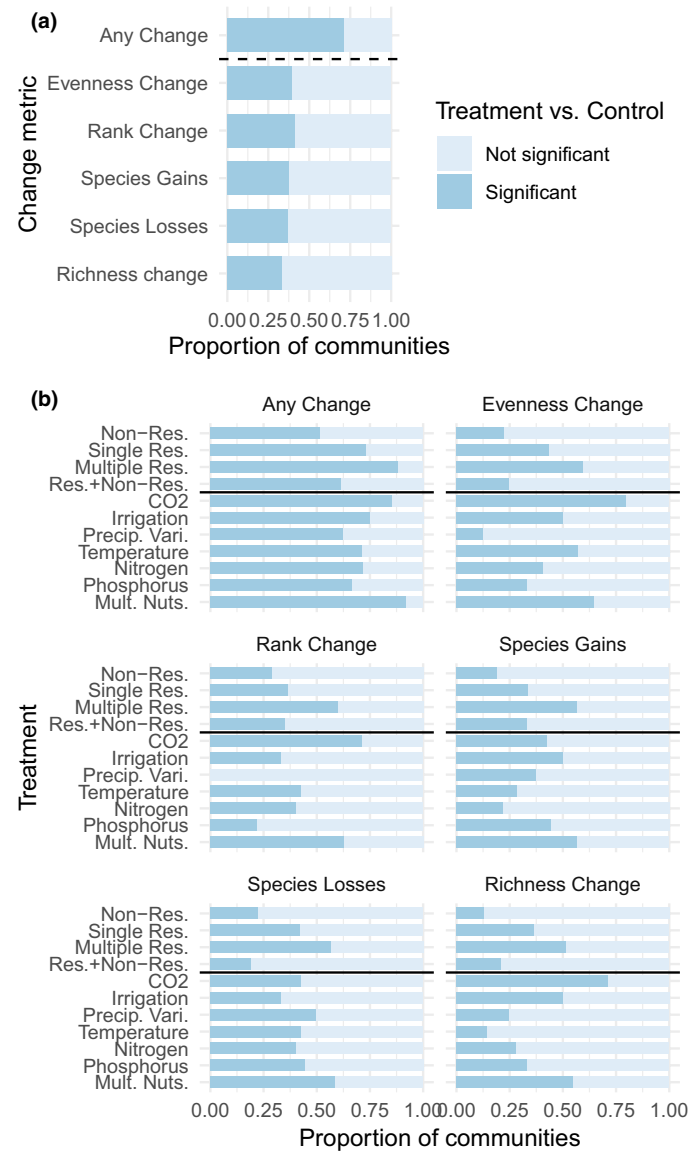 (a)
Change metric
Any Change
Evenness Change
Rank Change
Species Gains
Species Losses
Richness change
0.00 0.25 0.50 0.75 1.00
Proportion of communities
Treatment vs. Control
Not significant
Significant
(b)
Treatment
Any Change Evenness Change
Non−Res.
Single Res.
Multiple Res.
Res.+Non−Res.
CO2
Irrigation
Precip. Vari.
Temperature
Nitrogen
Phosphorus
Mult. Nuts.
Rank Change Species Gains
Non−Res.
Single Res.
Multiple Res.
Res.+Non−Res.
CO2
Irrigation
Precip. Vari.
Temperature
Nitrogen
Phosphorus
Mult. Nuts.
Species Losses Richness Change
Non−Res.
Single Res.
Multiple Res.
Res.+Non−Res.
CO2
Irrigation
Precip. Vari.
Temperature
Nitrogen
Phosphorus
Mult. Nuts.
0.00 0.25 0.50 0.75 1.00 0.00 0.25 0.50 0.75 1.00
Proportion of communities